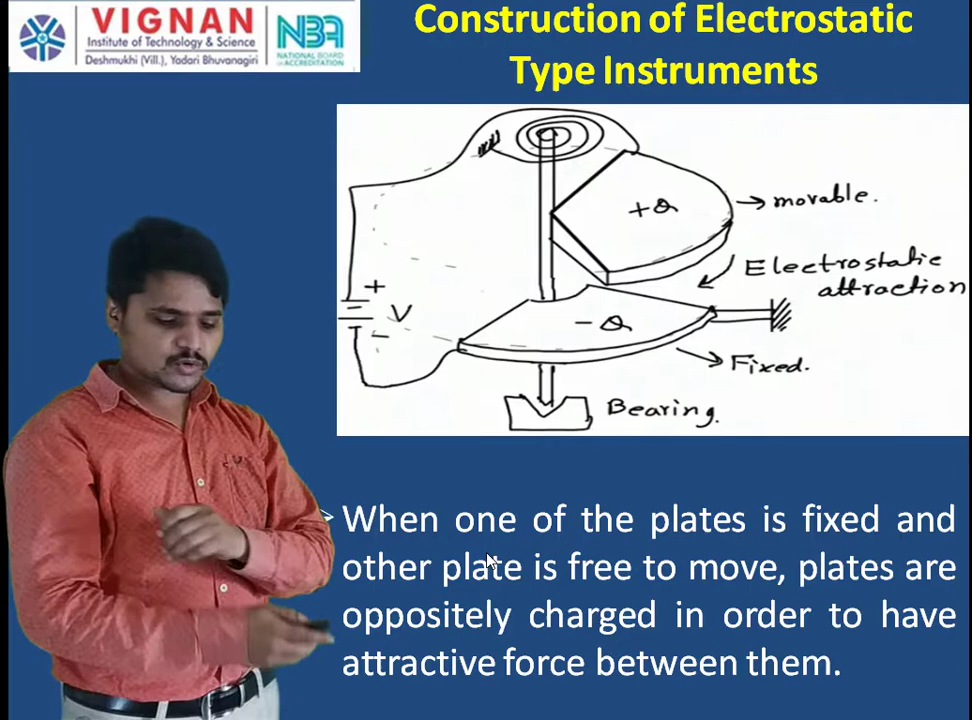 VIGNAN
Institute of Technology & Science
Deshmukhi (Vill.), Yadari Bhuvanagiri
NBA
NATIONAL BOARD
OF ACCREDITATION
Construction of Electrostatic
Type Instruments
+Q
→ movable.
Electrostatic
attraction
+
V
−
-Q
Fixed.
Bearing.
When one of the plates is fixed and
other plate is free to move, plates are
oppositely charged in order to have
attractive force between them.